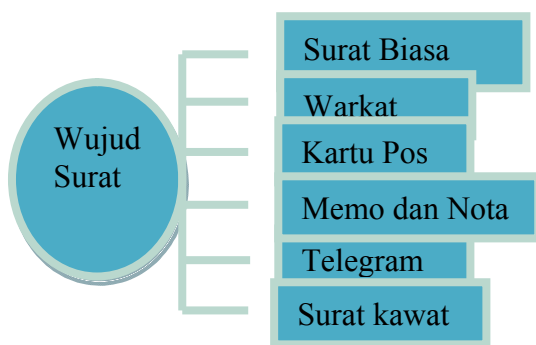 Wujud
Surat
Surat Biasa
Warkat
Kartu Pos
Memo dan Nota
Telegram
Surat kawat